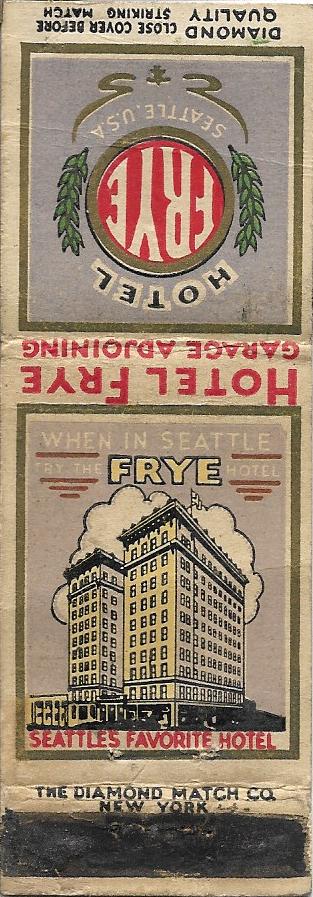 DIAMOND QUALITY
CLOSE COVER BEFORE STRIKING MATCH
SEATTLE, U.S.A
FRYE
HOTEL
HOTEL FRYE
GARAGE ADJOINING
WHEN IN SEATTLE
TRY THE FRYE HOTEL
SEATTLE'S FAVORITE HOTEL
THE DIAMOND MATCH CO.
NEW YORK